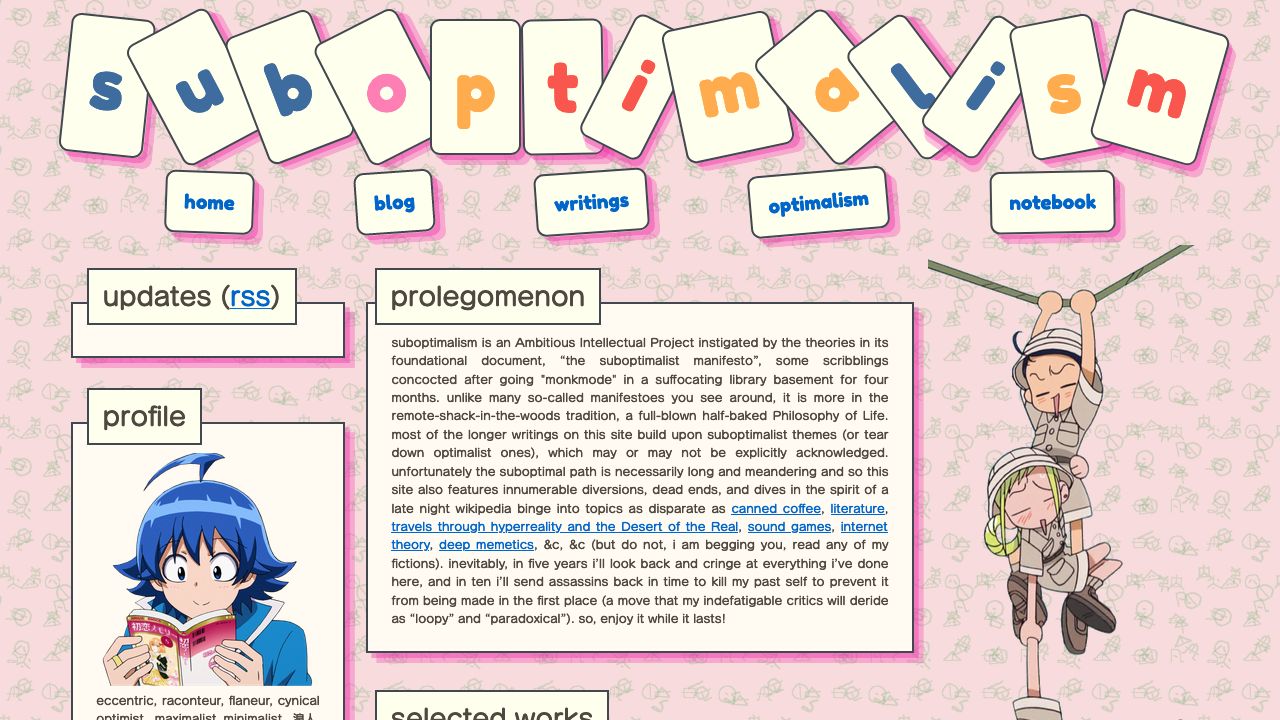 suboptimalism
home
blog
writings
optimalism
notebook
updates (rss)
profile
初恋メモリー
eccentric, raconteur, flaneur, cynical
optimist, maximalist minimalist, 浪人
prolegomenon
suboptimalism is an Ambitious Intellectual Project instigated by the theories in its
foundational document, “the suboptimalist manifesto”, some scribblings
concocted after going "monkmode" in a suffocating library basement for four
months. unlike many so-called manifestoes you see around, it is more in the
remote-shack-in-the-woods tradition, a full-blown half-baked Philosophy of Life.
most of the longer writings on this site build upon suboptimalist themes (or tear
down optimalist ones), which may or may not be explicitly acknowledged.
unfortunately the suboptimal path is necessarily long and meandering and so this
site also features innumerable diversions, dead ends, and dives in the spirit of a
late night wikipedia binge into topics as disparate as canned coffee, literature,
travels through hyperreality and the Desert of the Real, sound games, internet
theory, deep memetics, &c, &c (but do not, i am begging you, read any of my
fictions). inevitably, in five years i’ll look back and cringe at everything i’ve done
here, and in ten i’ll send assassins back in time to kill my past self to prevent it
from being made in the first place (a move that my indefatigable critics will deride
as “loopy” and “paradoxical”). so, enjoy it while it lasts!
selected works